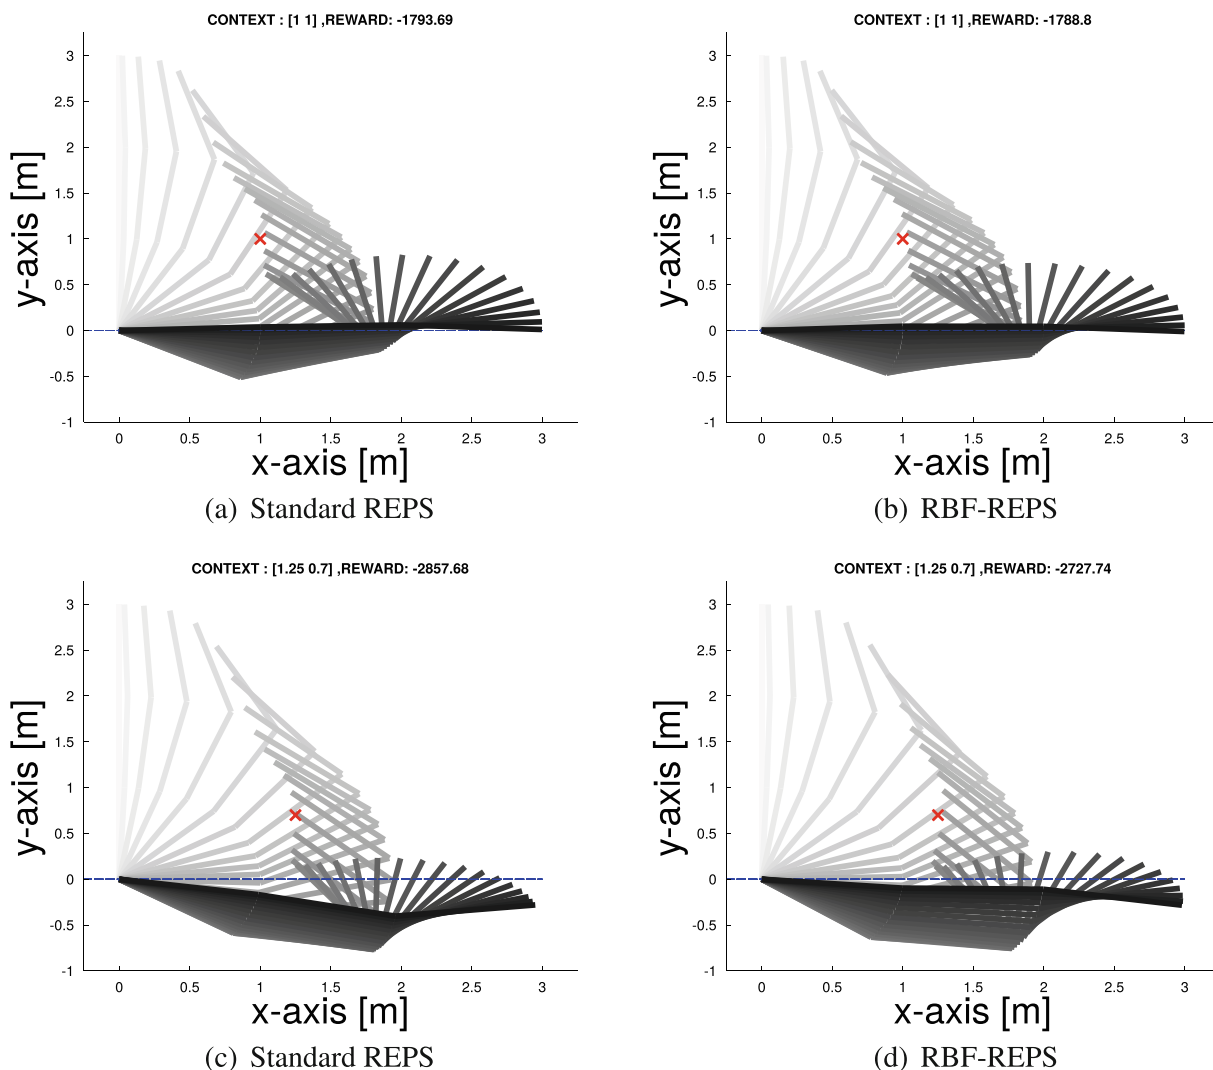 CONTEXT : [1 1] ,REWARD: -1793.69
3
2.5
2
1.5
1
0.5
0
-0.5
-1
y-axis [m]
0 0.5 1 1.5 2 2.5 3
x-axis [m]
(a) Standard REPS
CONTEXT : [1 1] ,REWARD: -1788.8
3
2.5
2
1.5
1
0.5
0
-0.5
-1
y-axis [m]
0 0.5 1 1.5 2 2.5 3
x-axis [m]
(b) RBF-REPS
CONTEXT : [1.25 0.7] ,REWARD: -2857.68
3
2.5
2
1.5
1
0.5
0
-0.5
-1
y-axis [m]
0 0.5 1 1.5 2 2.5 3
x-axis [m]
(c) Standard REPS
CONTEXT : [1.25 0.7] ,REWARD: -2727.74
3
2.5
2
1.5
1
0.5
0
-0.5
-1
y-axis [m]
0 0.5 1 1.5 2 2.5 3
x-axis [m]
(d) RBF-REPS